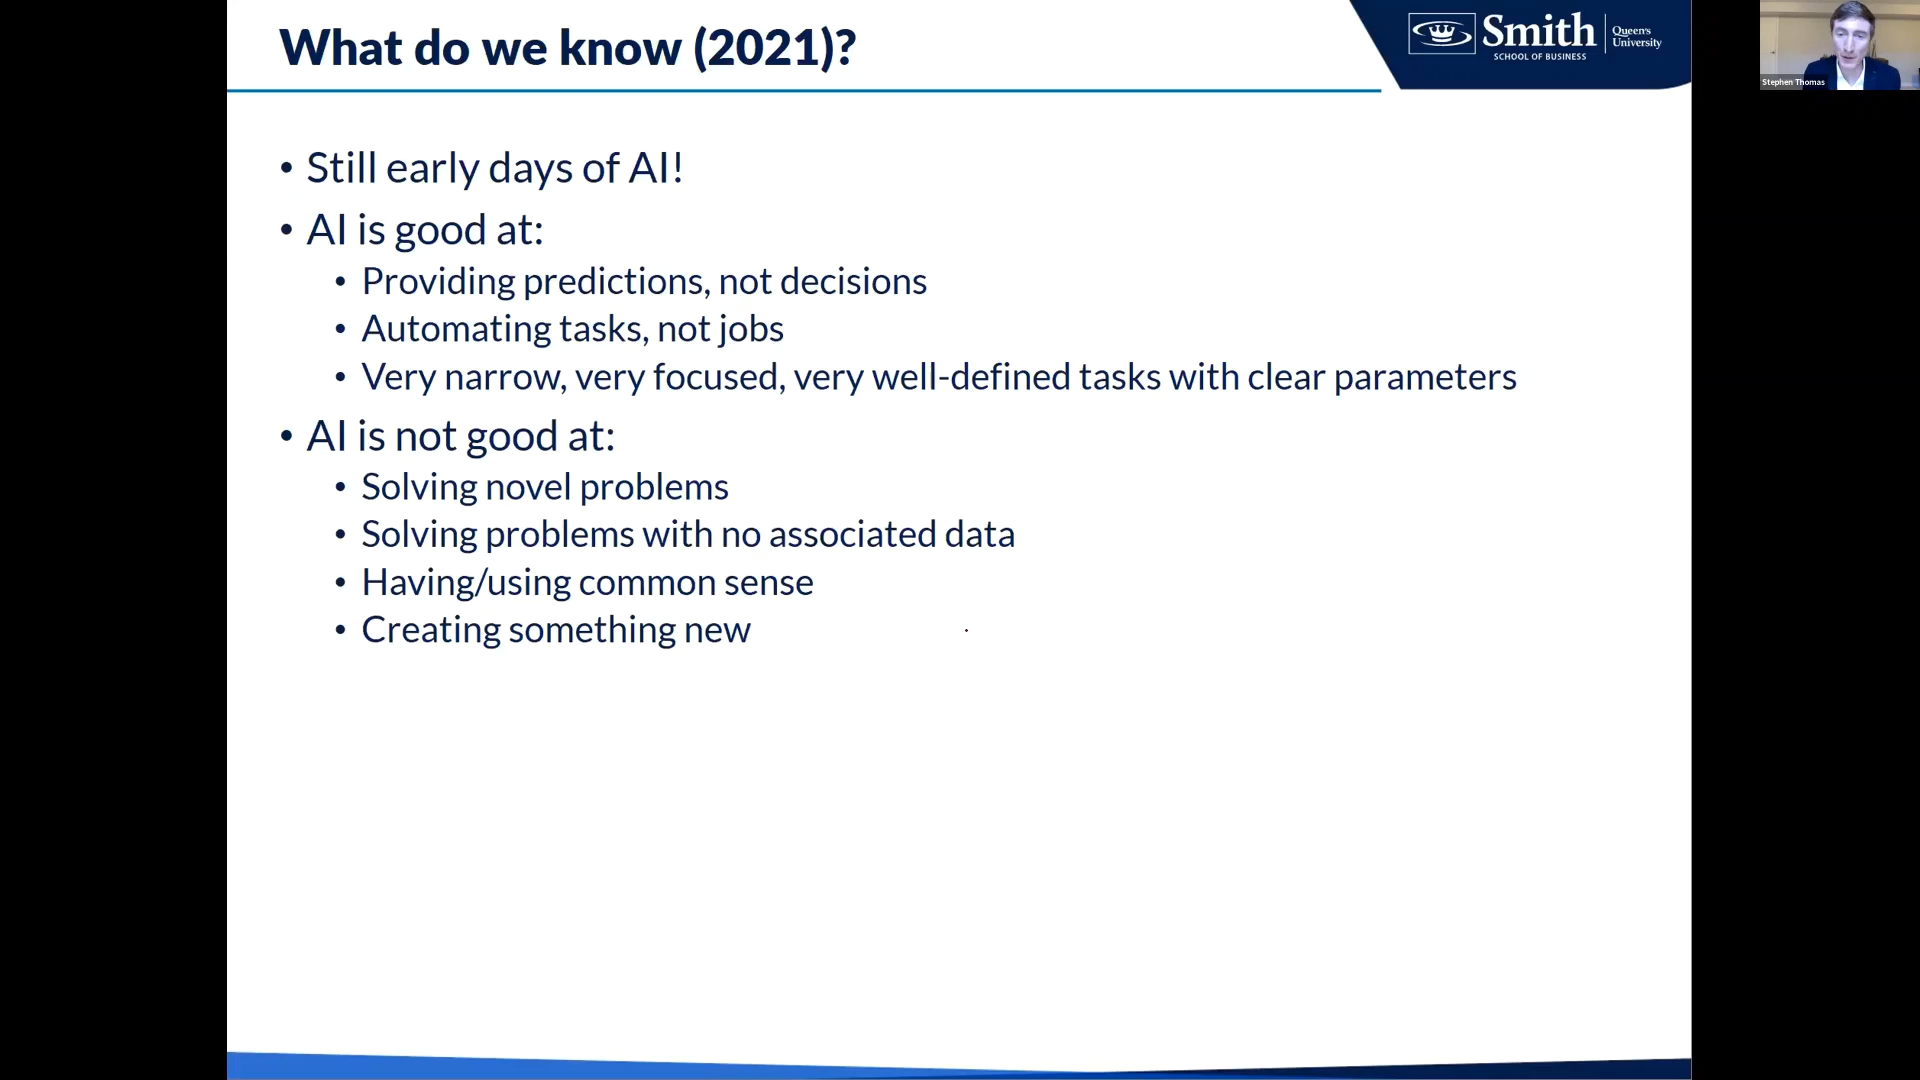 What do we know (2021)?
Smith
SCHOOL OF BUSINESS
Queen's
University
Stephen Thomas
• Still early days of AI!
• AI is good at:
• Providing predictions, not decisions
• Automating tasks, not jobs
• Very narrow, very focused, very well-defined tasks with clear parameters
• AI is not good at:
• Solving novel problems
• Solving problems with no associated data
• Having/using common sense
• Creating something new